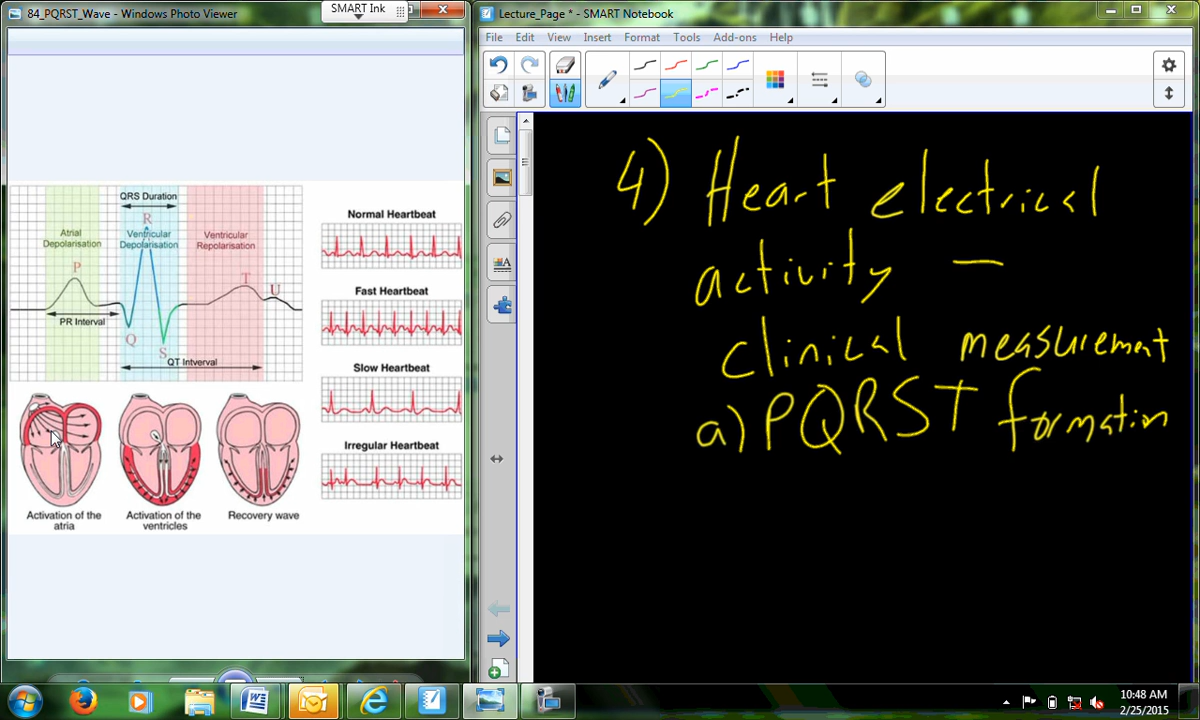 84_PQRST_Wave - Windows Photo Viewer
SMART Ink
Lecture_Page * - SMART Notebook
File Edit View Insert Format Tools Add-ons Help
QRS Duration
R
Atrial
Depolarisation
Ventricular
Depolarisation
Ventricular
Repolarisation
P
T
U
PR Interval
Q
S
QT Interval
Activation of the
atria
Activation of the
ventricles
Recovery wave
Normal Heartbeat
Fast Heartbeat
Slow Heartbeat
Irregular Heartbeat
4) Heart electrical
activity –
clinical measurement
a) PQRST formation
10:48 AM
2/25/2015